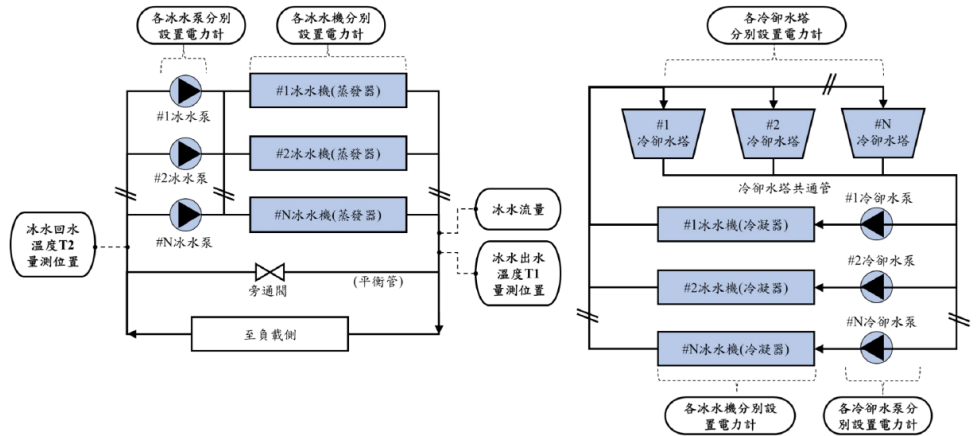 各冰水泵分別
設置電力計
各冰水機分別
設置電力計
#1冰水泵
#2冰水泵
#N冰水泵
#1冰水機(蒸發器)
#2冰水機(蒸發器)
#N冰水機(蒸發器)
冰水回水
溫度T2
量測位置
冰水流量
冰水出水
溫度T1
量測位置
旁通閥
(平衡管)
至負載側
各冷卻水塔
分別設置電力計
#1
冷卻水塔
#2
冷卻水塔
#N
冷卻水塔
冷卻水塔共通管
#1冷卻水泵
#1冰水機(冷凝器)
#2冷卻水泵
#2冰水機(冷凝器)
#N冷卻水泵
#N冰水機(冷凝器)
各冰水機分別設
置電力計
各冷卻水泵分
別設置電力計